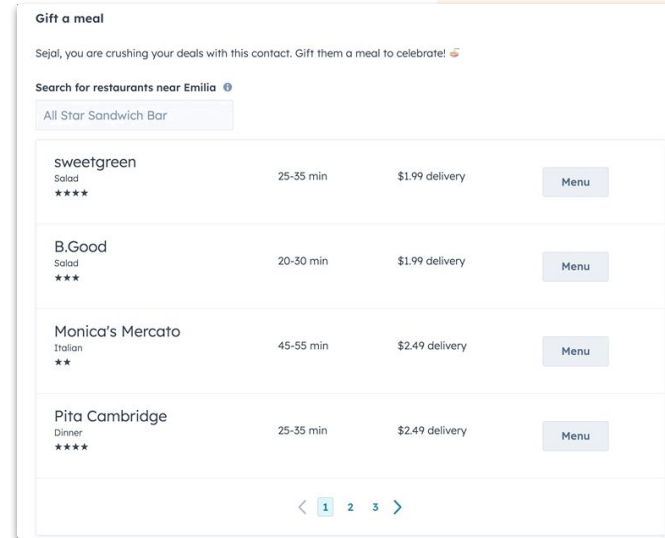 Gift a meal
Sejal, you are crushing your deals with this contact. Gift them a meal to celebrate! 🍜
Search for restaurants near Emilia
All Star Sandwich Bar
sweetgreen
Salad
★★★★
25-35 min
$1.99 delivery
Menu
B.Good
Salad
★★★
20-30 min
$1.99 delivery
Menu
Monica's Mercato
Italian
★★
45-55 min
$2.49 delivery
Menu
Pita Cambridge
Dinner
★★★★
25-35 min
$2.49 delivery
Menu
1 2 3